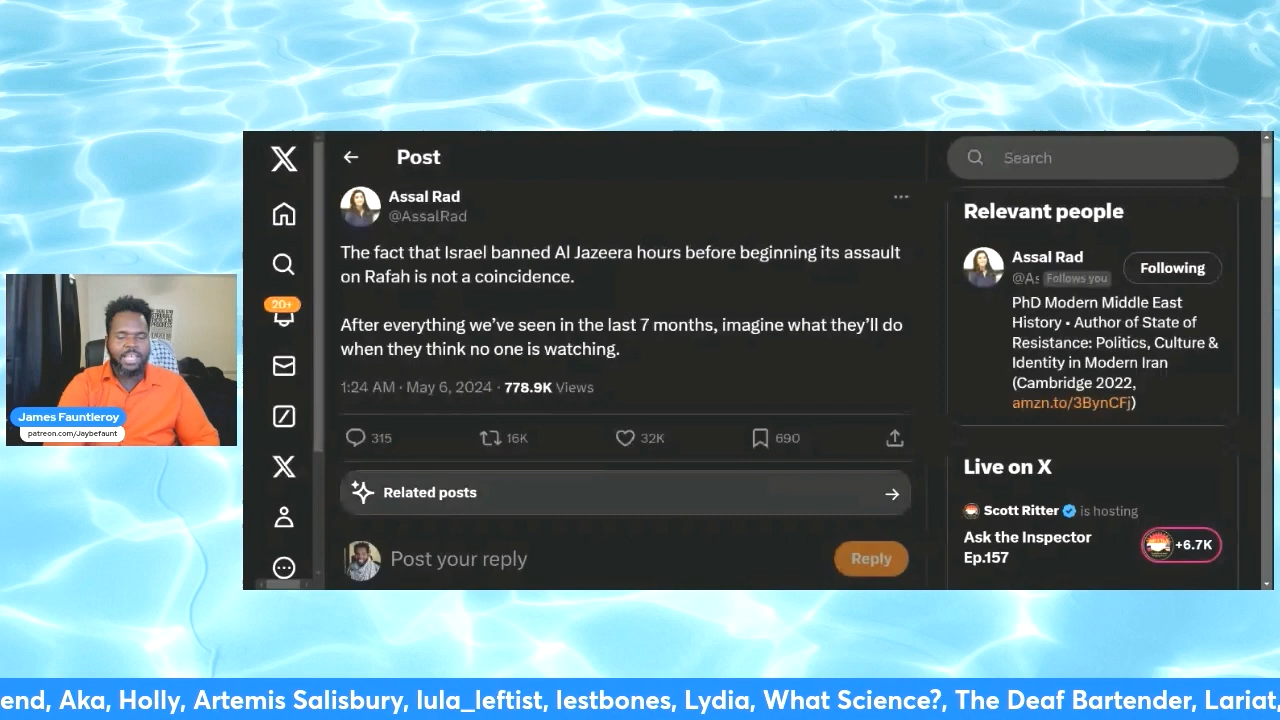 Post
Search
Assal Rad
@AssalRad
The fact that Israel banned Al Jazeera hours before beginning its assault
on Rafah is not a coincidence.
After everything we’ve seen in the last 7 months, imagine what they’ll do
when they think no one is watching.
1:24 AM · May 6, 2024 · 778.9K Views
315 16K 32K 690
Related posts
Post your reply
Reply
20+
Relevant people
Assal Rad
@As Follows you
Following
PhD Modern Middle East
History • Author of State of
Resistance: Politics, Culture &
Identity in Modern Iran
(Cambridge 2022,
amzn.to/3BynCFj)
Live on X
Scott Ritter is hosting
Ask the Inspector
Ep.157
+6.7K
James Fauntleroy
patreon.com/Jaybefaunt
end, Aka, Holly, Artemis Salisbury, lula_leftist, lestbones, Lydia, What Science?, The Deaf Bartender, Lariat,